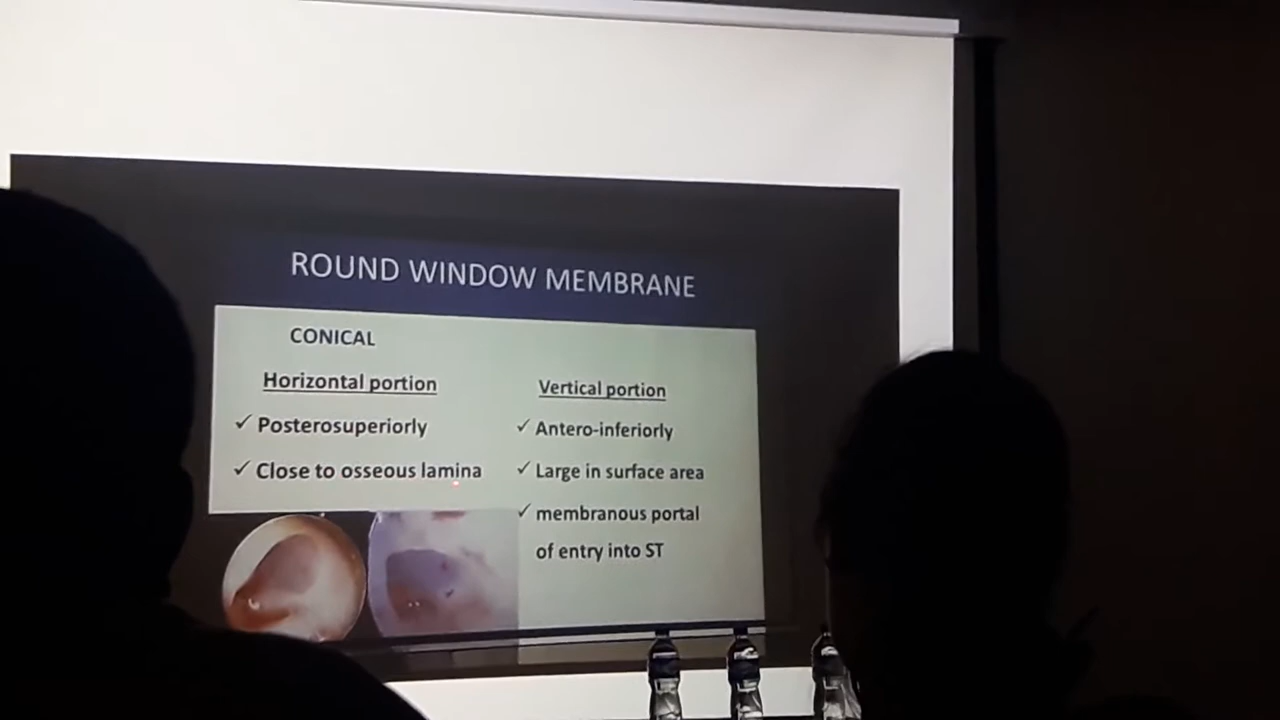 ROUND WINDOW MEMBRANE
CONICAL
Horizontal portion
✓ Posterosuperiorly
✓ Close to osseous lamina
Vertical portion
✓ Antero-inferiorly
✓ Large in surface area
✓ membranous portal
of entry into ST